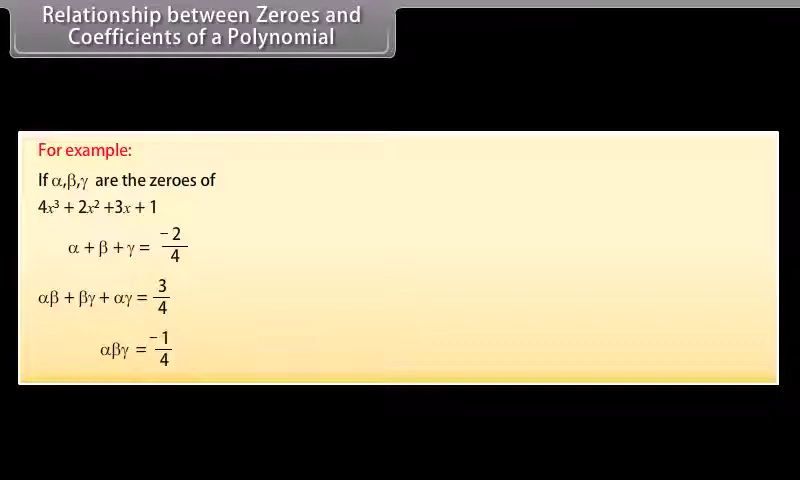 Relationship between Zeroes and
Coefficients of a Polynomial
For example:
If α,β,γ are the zeroes of
4x³ + 2x² +3x + 1
α + β + γ = −2/4
αβ + βγ + αγ = 3/4
αβγ = −1/4